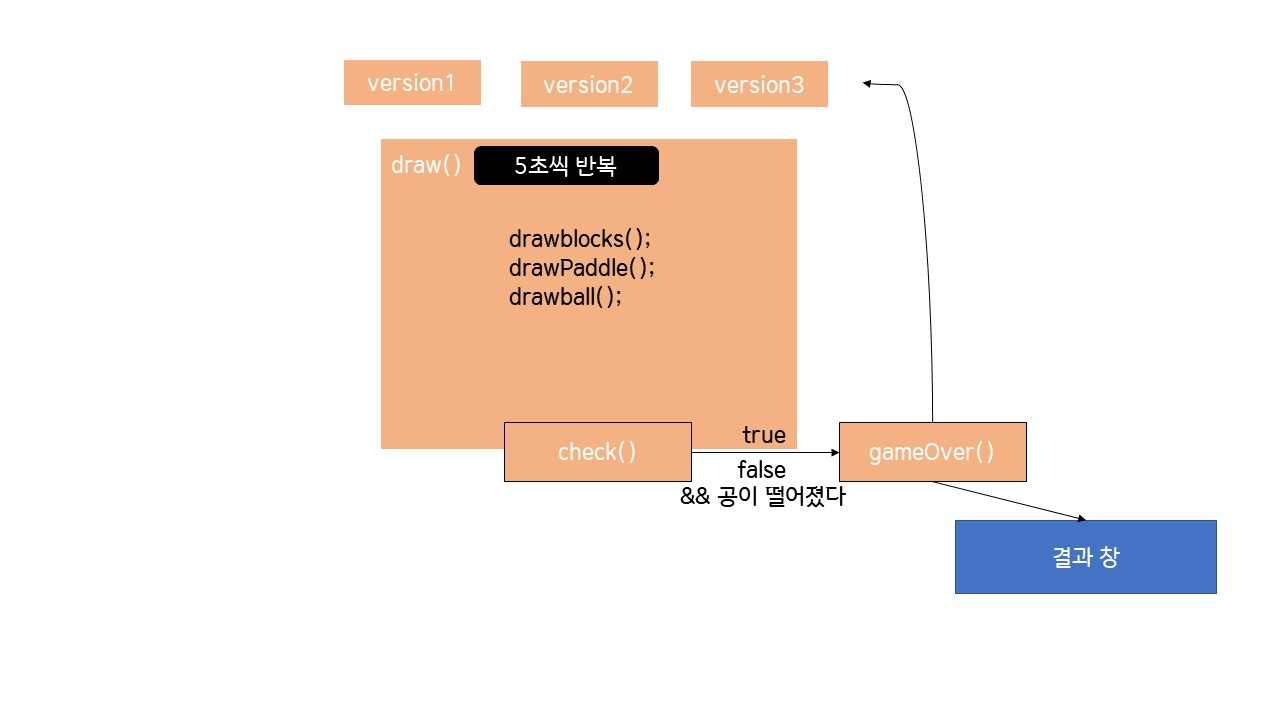 version1
version2
version3
draw()
5초씩 반복
drawblocks();
drawPaddle();
drawball();
check()
true
false
&& 공이 떨어졌다
gameOver()
결과 창